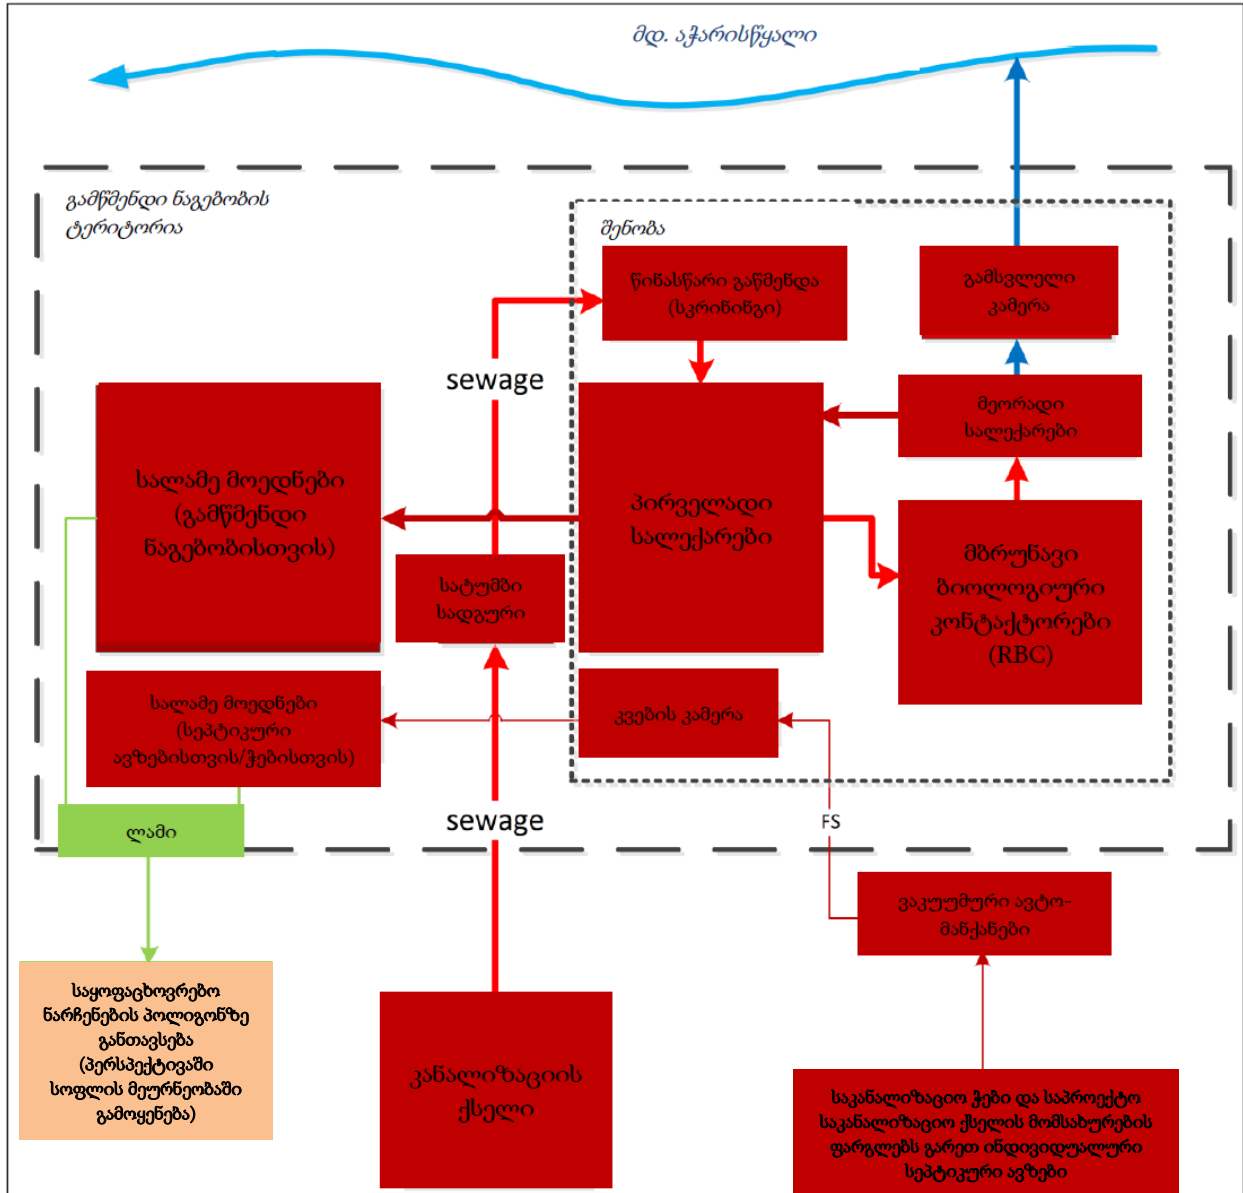 მდ. აჭარისწყალი
გამწმენდი ნაგებობის
ტერიტორია
შენობა
წინასწარი გაწმენდა
(სკრინინგი)
გამსვლელი
კამერა
sewage
მეორადი
სალექარები
სალამე მოედნები
(გამწმენდი
ნაგებობისთვის)
პირველადი
სალექარები
მბრუნავი
ბიოლოგიური
კონტაქტორები
(RBC)
სატუმბი
სადგური
სალამე მოედნები
(სეპტიკური
ავზებისთვის/ჭებისთვის)
კვების კამერა
ლამი
sewage
FS
ვაკუუმური ავტო-
მანქანები
საყოფაცხოვრებო
ნარჩენების პოლიგონზე
განთავსება
(პერსპექტივაში
სოფლის მეურნეობაში
გამოყენება)
კანალიზაციის
ქსელი
საკანალიზაციო ჭები და საპროექტო
საკანალიზაციო ქსელის მომსახურების
ფარგლებს გარეთ ინდივიდუალური
სეპტიკური ავზები